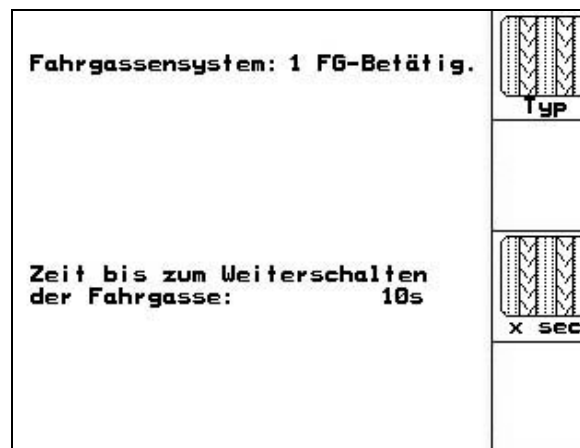 Fahrgassensystem: 1 FG-Betätig.
Typ
Zeit bis zum Weiterschalten
der Fahrgasse: 10s
x sec